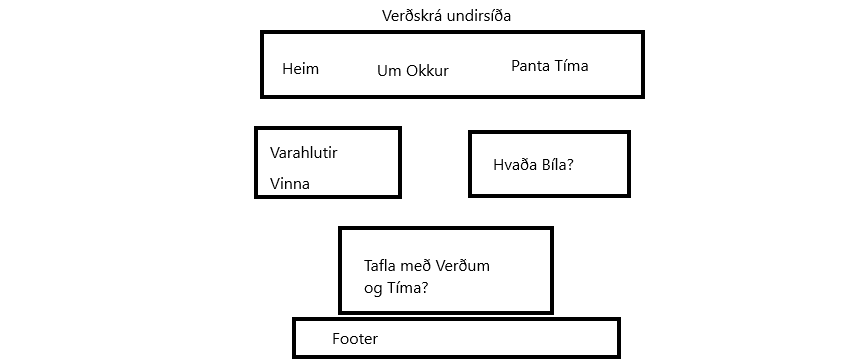 Verðskrá undirsíða
Heim
Um Okkur
Panta Tíma
Varahlutir
Vinna
Hvaða Bíla?
Tafla með Verðum
og Tíma?
Footer